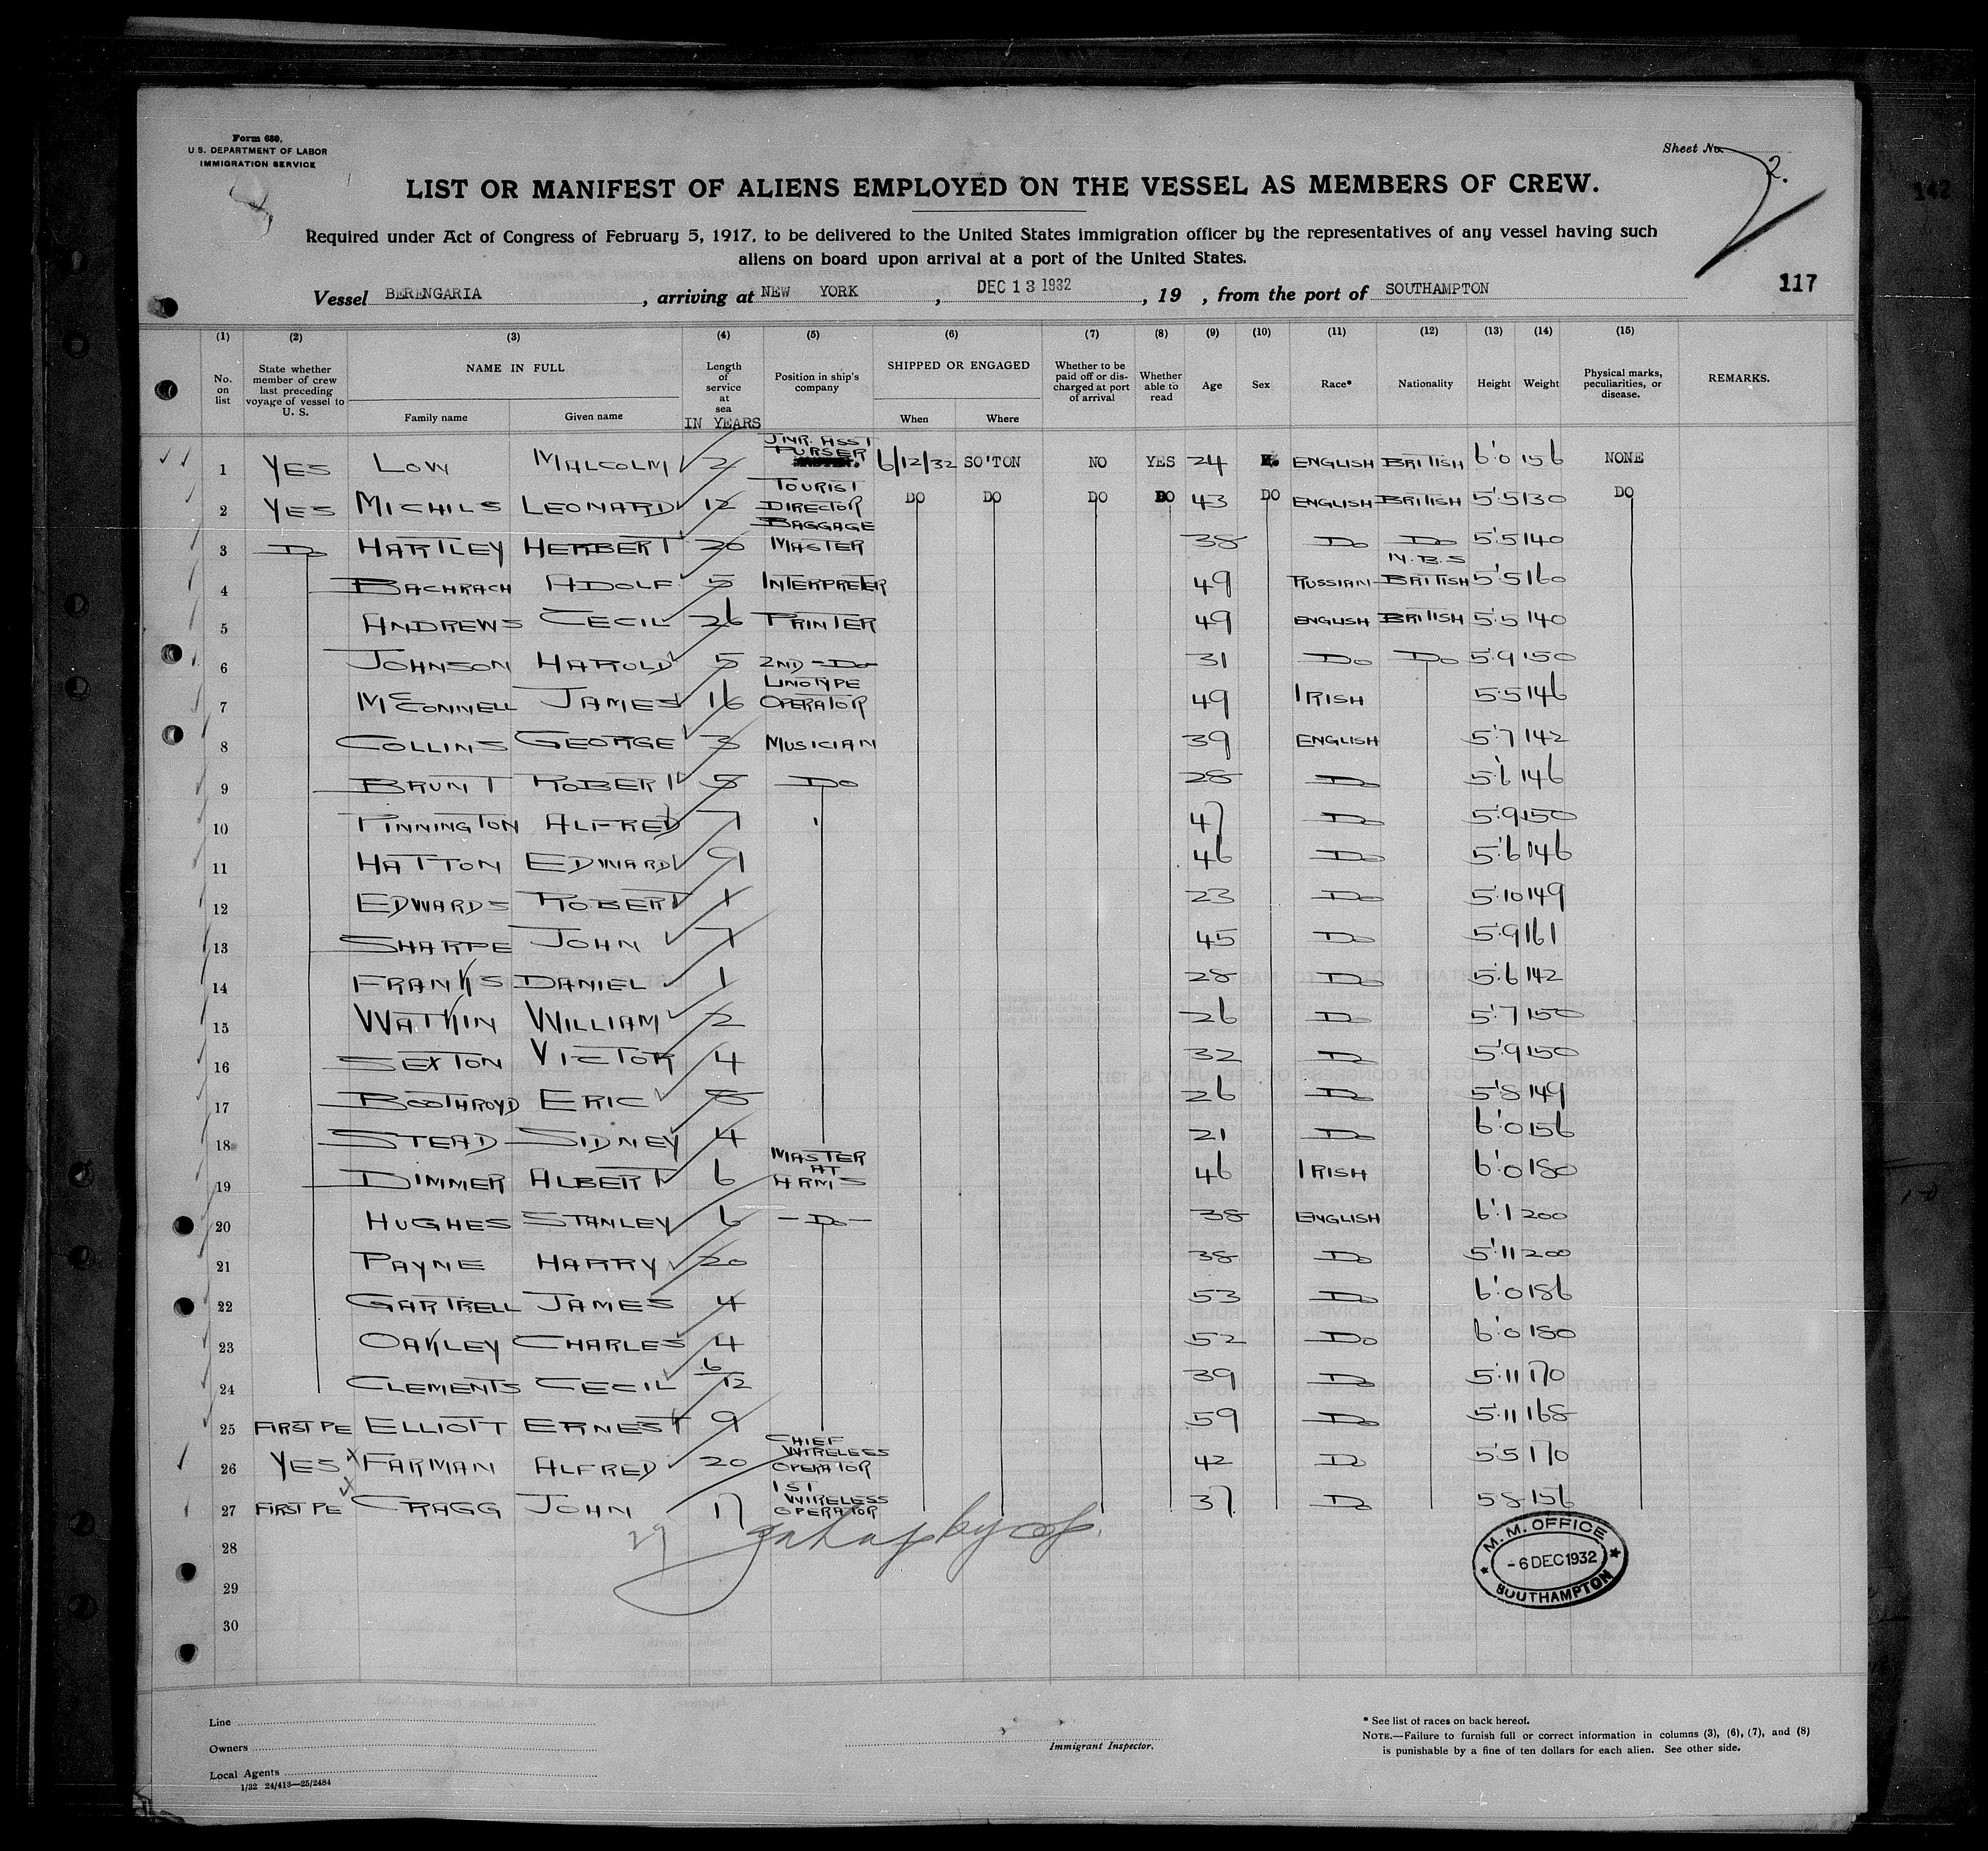 Form 680.
U.S. DEPARTMENT OF LABOR
IMMIGRATION SERVICE
Sheet No. 2.
LIST OR MANIFEST OF ALIENS EMPLOYED ON THE VESSEL AS MEMBERS OF CREW.
142
Required under Act of Congress of February 5, 1917, to be delivered to the United States immigration officer by the representatives of any vessel having such
aliens on board upon arrival at a port of the United States.
117
Vessel BERENGARIA, arriving at NEW YORK, DEC 13 1932, 19 , from the port of SOUTHAMPTON
(1) (2) (3) (4) (5) (6) (7) (8) (9) (10) (11) (12) (13) (14) (15)
No. on list
State whether member of crew last preceding voyage of vessel to U. S.
NAME IN FULL
Family name
Given name
Length of service at sea
IN YEARS
Position in ship's company
SHIPPED OR ENGAGED
When
Where
Whether to be paid off or discharged at port of arrival
Whether able to read
Age
Sex
Race*
Nationality
Height
Weight
Physical marks, peculiarities, or disease.
REMARKS.
1 YES LOW MALCOLM 2 JNR. ASST PURSER 6/12/32 SO'TON NO YES 24 ENGLISH BRITISH 6'0 156 NONE
2 YES MICHILS LEONARD 12 TOURIST DIRECTOR DO DO DO DO 43 DO ENGLISH BRITISH 5'5 130 DO
3 DO HARTLEY HERBERT 20 BAGGAGE MASTER 38 DO DO 5'5 140
4 BACHRACH ADOLF 5 INTERPRETER 49 RUSSIAN N.B.S BRITISH 5'5 160
5 ANDREWS CECIL 26 PRINTER 49 ENGLISH BRITISH 5'5 140
6 JOHNSON HAROLD 5 2ND -DO- 31 DO DO 5'9 150
7 McCONNELL JAMES 16 LINOTYPE OPERATOR 49 IRISH 5'5 146
8 COLLINS GEORGE 3 MUSICIAN 39 ENGLISH 5'7 142
9 BRUNT ROBERT 5 DO 28 DO 5'6 146
10 PINNINGTON ALFRED 7 47 DO 5'9 150
11 HATTON EDWARD 9 46 DO 5'6 146
12 EDWARDS ROBERT 1 23 DO 5'10 149
13 SHARPE JOHN 7 45 DO 5'9 161
14 FRANKS DANIEL 1 28 DO 5'6 142
15 WATKIN WILLIAM 2 26 DO 5'7 150
16 SEXTON VICTOR 4 32 DO 5'9 150
17 BOOTHROYD ERIC 8 26 DO 5'8 149
18 STEAD SIDNEY 4 21 DO 6'0 156
19 DIMMER ALBERT 6 MASTER AT ARMS 46 IRISH 6'0 180
20 HUGHES STANLEY 6 -DO- 38 ENGLISH 6'1 200
21 PAYNE HARRY 20 38 DO 5'11 200
22 GARTRELL JAMES 4 53 DO 6'0 186
23 OAKLEY CHARLES 4 52 DO 6'0 180
24 CLEMENTS CECIL 6/12 39 DO 5'11 170
25 FIRST PE ELLIOTT ERNEST 9 59 DO 5'11 168
26 YES FARMAN ALFRED 20 CHIEF WIRELESS OPERATOR 42 DO 5'5 170
27 FIRST PE CRAGG JOHN 17 1ST WIRELESS OPERATOR 37 DO 5'8 156
28
29
30
M. M. OFFICE
-6 DEC 1932
SOUTHAMPTON
Line
Owners
Local Agents
1/32 24/413—25/2484
Immigrant Inspector.
* See list of races on back hereof.
NOTE.—Failure to furnish full or correct information in columns (3), (6), (7), and (8)
is punishable by a fine of ten dollars for each alien. See other side.